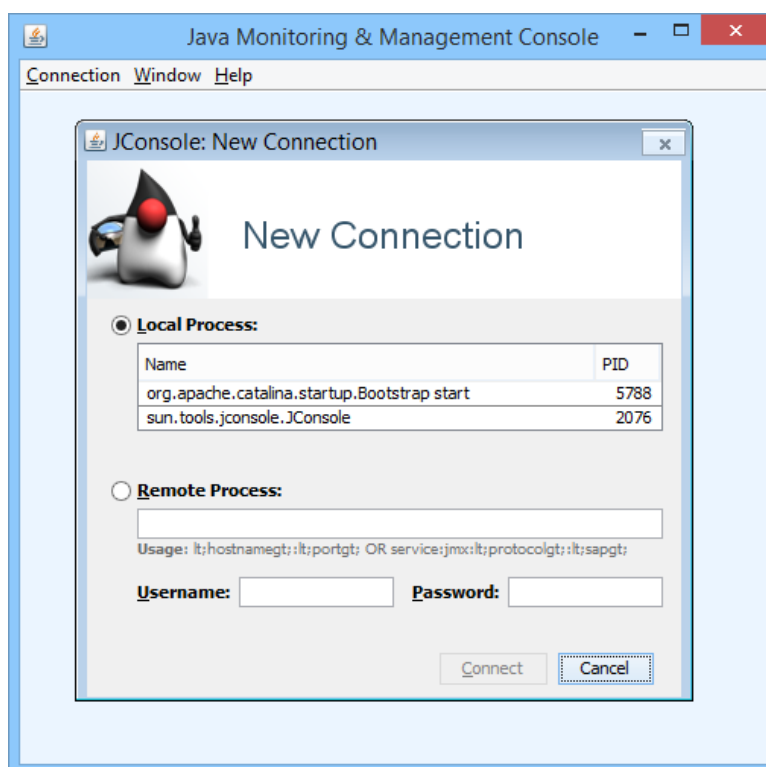 Java Monitoring & Management Console
Connection Window Help
JConsole: New Connection
New Connection
Local Process:
Name PID
org.apache.catalina.startup.Bootstrap start 5788
sun.tools.jconsole.JConsole 2076
Remote Process:
Usage: lt;hostnamegt;:lt;portgt; OR service:jmx:lt;protocolgt;:lt;sapgt;
Username: Password:
Connect Cancel